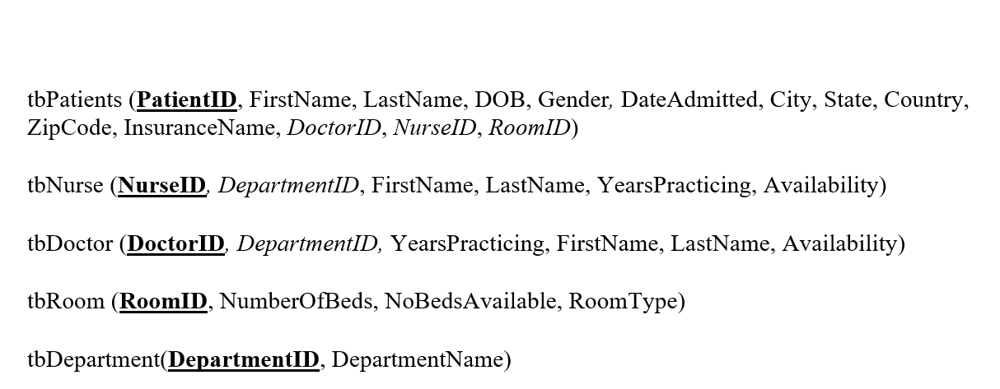 tbPatients (PatientID, FirstName, LastName, DOB, Gender, DateAdmitted, City, State, Country,
ZipCode, InsuranceName, DoctorID, NurseID, RoomID)
tbNurse (NurseID, DepartmentID, FirstName, LastName, YearsPracticing, Availability)
tbDoctor (DoctorID, DepartmentID, YearsPracticing, FirstName, LastName, Availability)
tbRoom (RoomID, NumberOfBeds, NoBedsAvailable, RoomType)
tbDepartment(DepartmentID, DepartmentName)